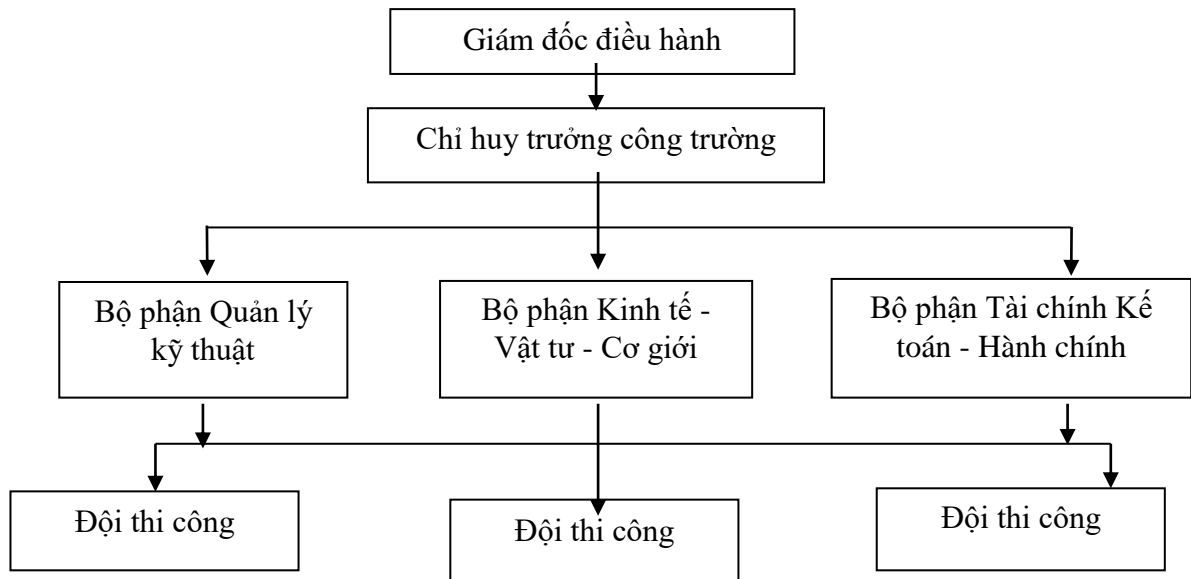 Giám đốc điều hành
Chỉ huy trưởng công trường
Bộ phận Quản lý
kỹ thuật
Bộ phận Kinh tế -
Vật tư - Cơ giới
Bộ phận Tài chính Kế
toán - Hành chính
Đội thi công
Đội thi công
Đội thi công